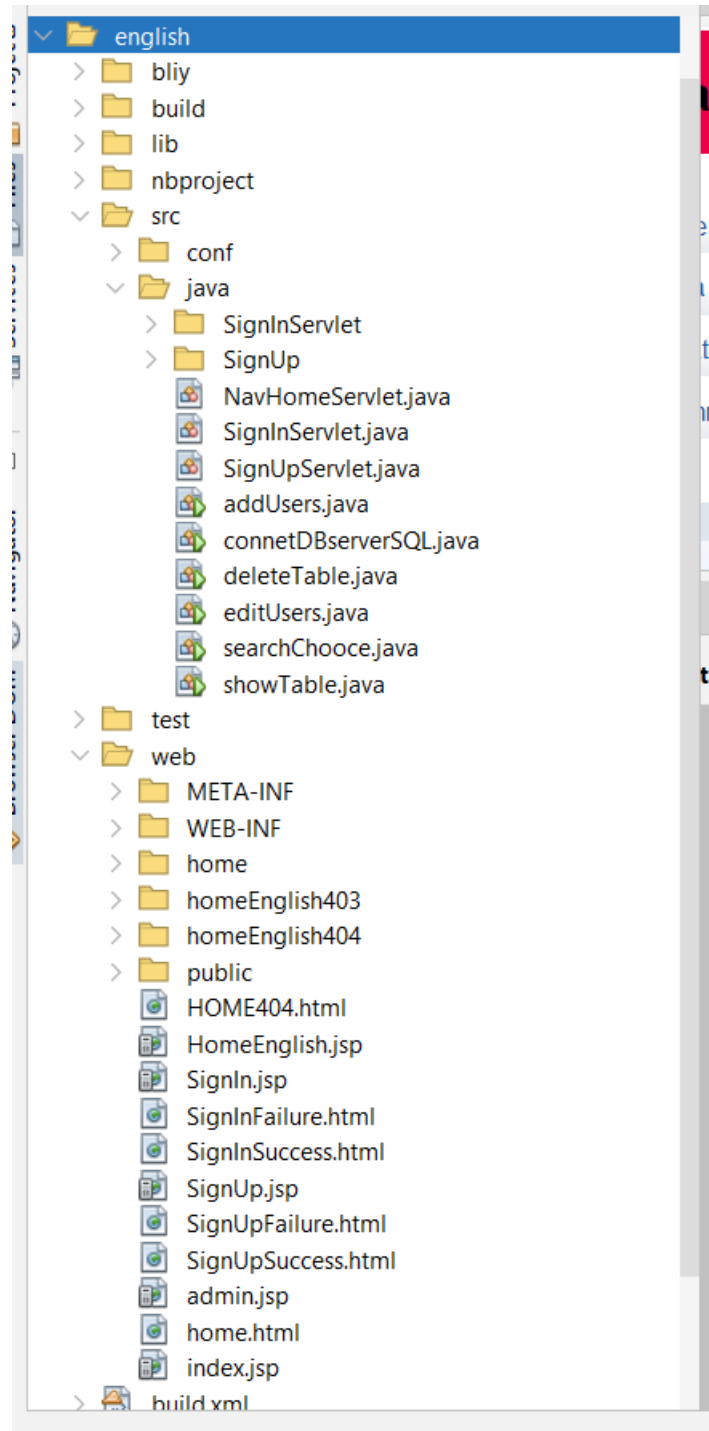 english
bliy
build
lib
nbproject
src
conf
java
SignInServlet
SignUp
NavHomeServlet.java
SignInServlet.java
SignUpServlet.java
addUsers.java
connetDBserverSQL.java
deleteTable.java
editUsers.java
searchChooce.java
showTable.java
test
web
META-INF
WEB-INF
home
homeEnglish403
homeEnglish404
public
HOME404.html
HomeEnglish.jsp
SignIn.jsp
SignInFailure.html
SignInSuccess.html
SignUp.jsp
SignUpFailure.html
SignUpSuccess.html
admin.jsp
home.html
index.jsp
build.xml